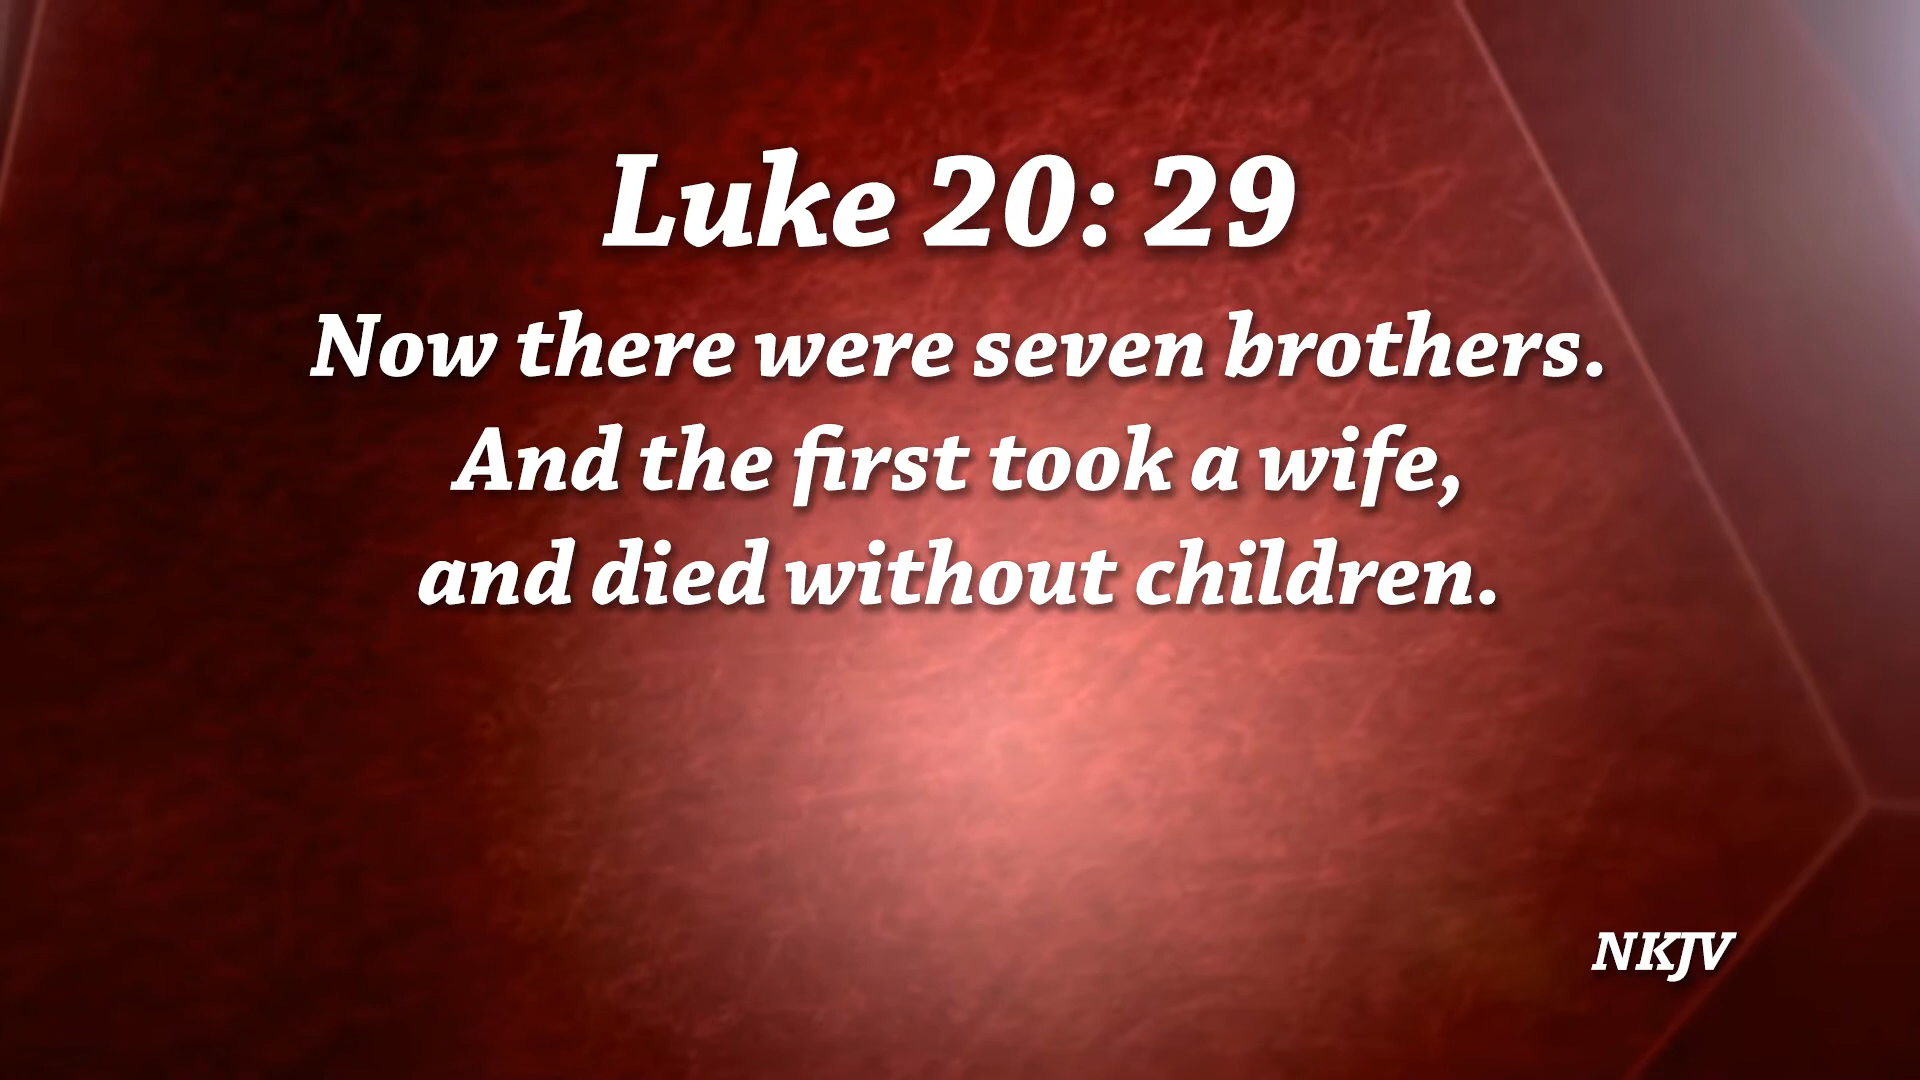 Luke 20: 29
Now there were seven brothers.
And the first took a wife,
and died without children.
NKJV